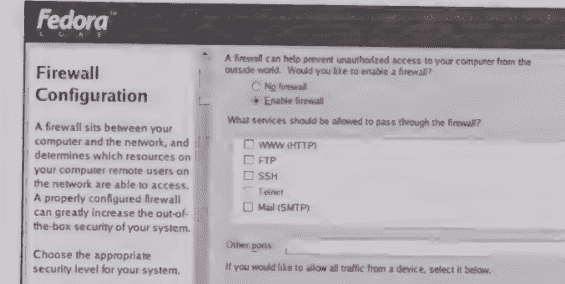 Fedora™
CORE
Firewall
Configuration
A firewall sits between your
computer and the network, and
determines which resources on
your computer remote users on
the network are able to access.
A properly configured firewall
can greatly increase the out-of-
the-box security of your system.
Choose the appropriate
security level for your system.
A firewall can help prevent unauthorized access to your computer from the
outside world. Would you like to enable a firewall?
No firewall
Enable firewall
What services should be allowed to pass through the firewall?
WWW (HTTP)
FTP
SSH
Telnet
Mail (SMTP)
Other ports:
If you would like to allow all traffic from a device, select it below.